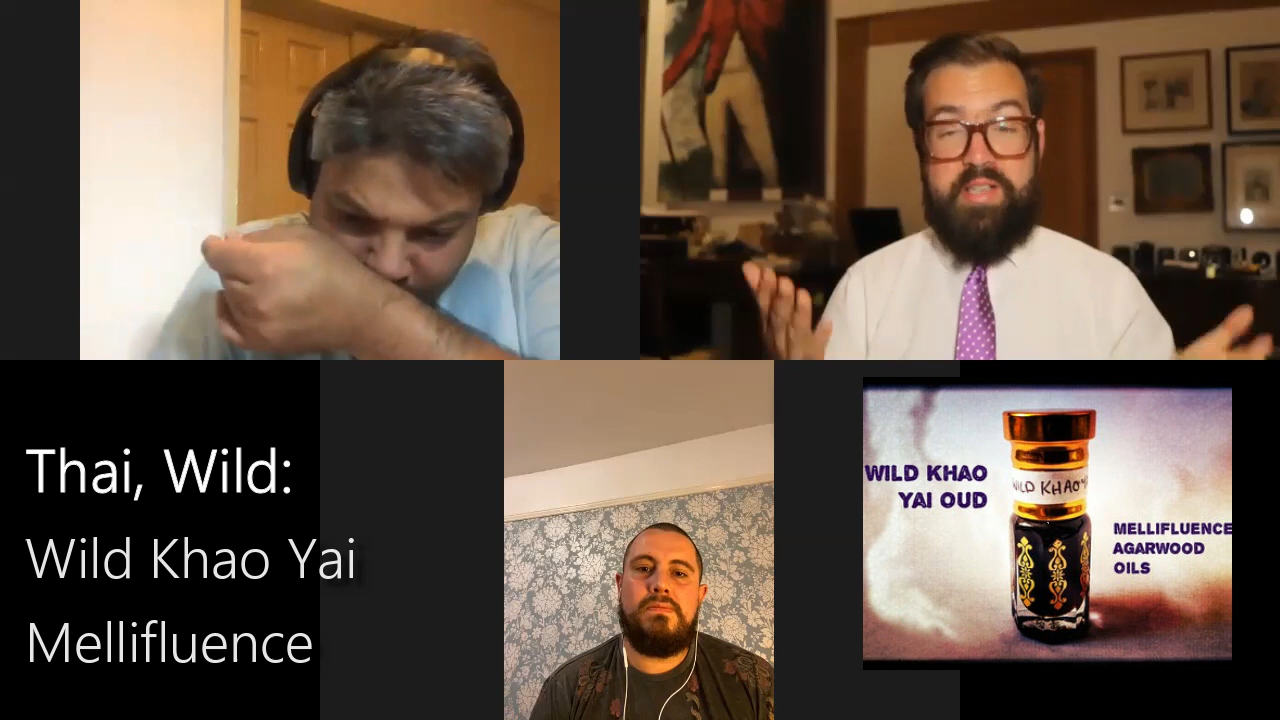 Thai, Wild:
Wild Khao Yai
Mellifluence
WILD KHAO
YAI OUD
WILD KHAO
MELLIFLUENCE
AGARWOOD
OILS